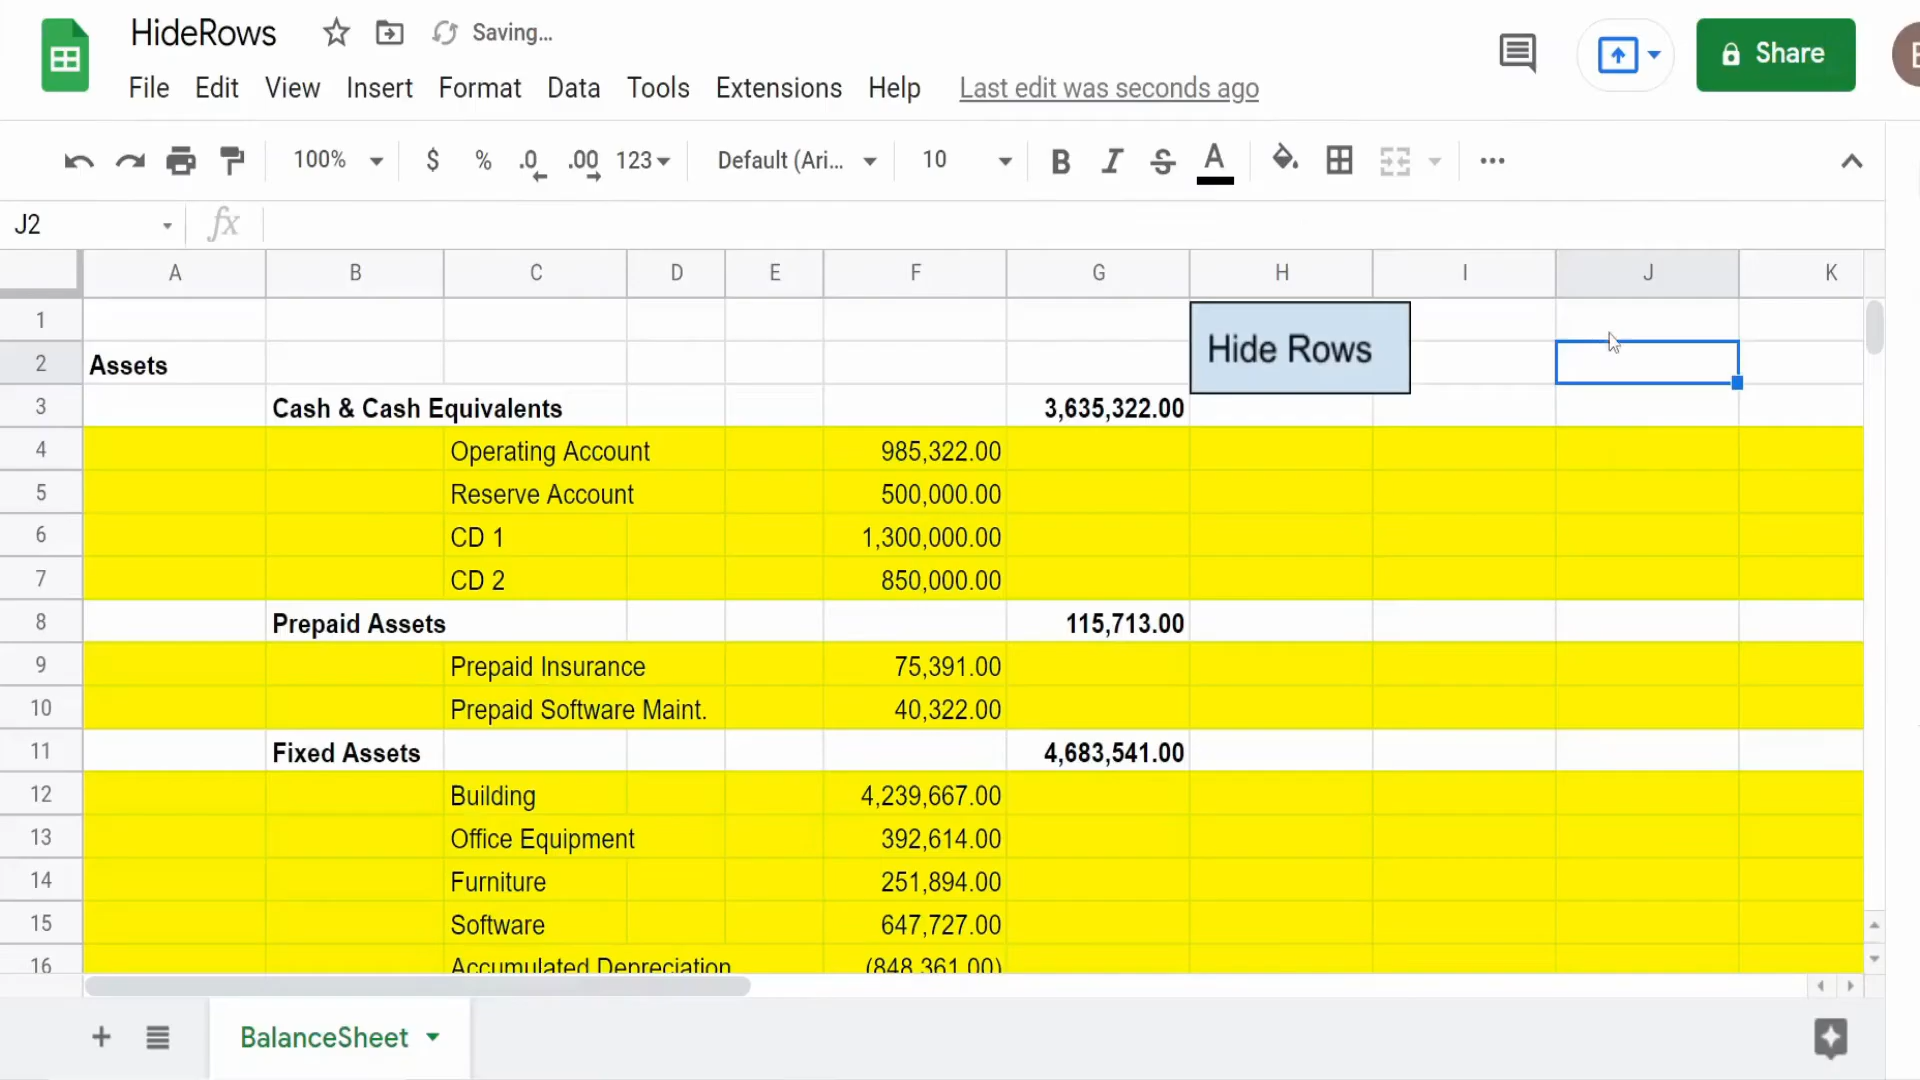 HideRows Saving...
File Edit View Insert Format Data Tools Extensions Help Last edit was seconds ago
Share
100% $ % .0 .00 123 Default (Ari... 10 B I S A
J2 fx
A B C D E F G H I J K
1
Hide Rows
2 Assets
3 Cash & Cash Equivalents 3,635,322.00
4 Operating Account 985,322.00
5 Reserve Account 500,000.00
6 CD 1 1,300,000.00
7 CD 2 850,000.00
8 Prepaid Assets 115,713.00
9 Prepaid Insurance 75,391.00
10 Prepaid Software Maint. 40,322.00
11 Fixed Assets 4,683,541.00
12 Building 4,239,667.00
13 Office Equipment 392,614.00
14 Furniture 251,894.00
15 Software 647,727.00
16 Accumulated Depreciation (848,361.00)
BalanceSheet